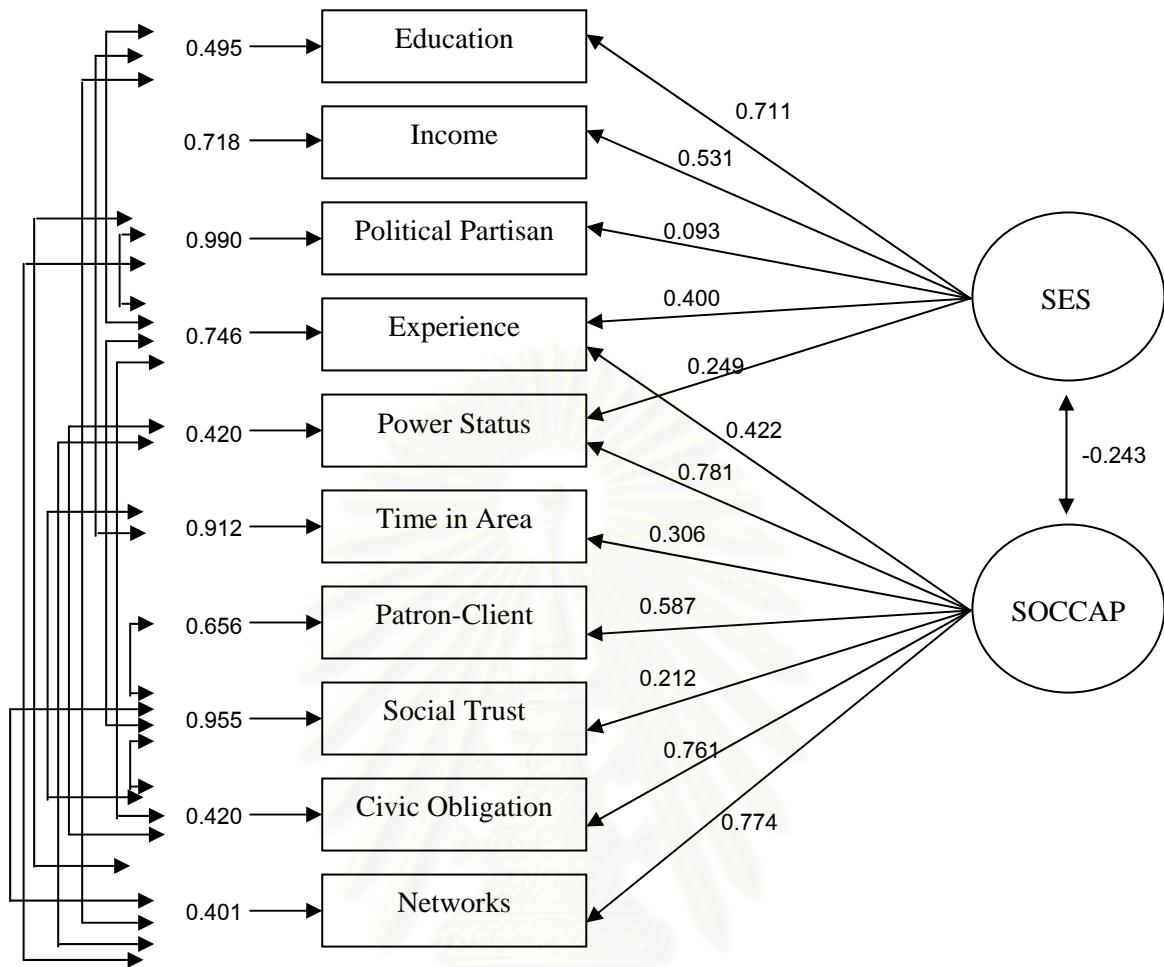 0.495
Education
0.711
0.718
Income
0.531
0.990
Political Partisan
0.093
0.746
Experience
0.400
SES
0.249
0.420
Power Status
0.422
0.781
-0.243
0.912
Time in Area
0.306
0.656
Patron-Client
0.587
SOCCAP
0.955
Social Trust
0.212
0.761
0.420
Civic Obligation
0.774
0.401
Networks